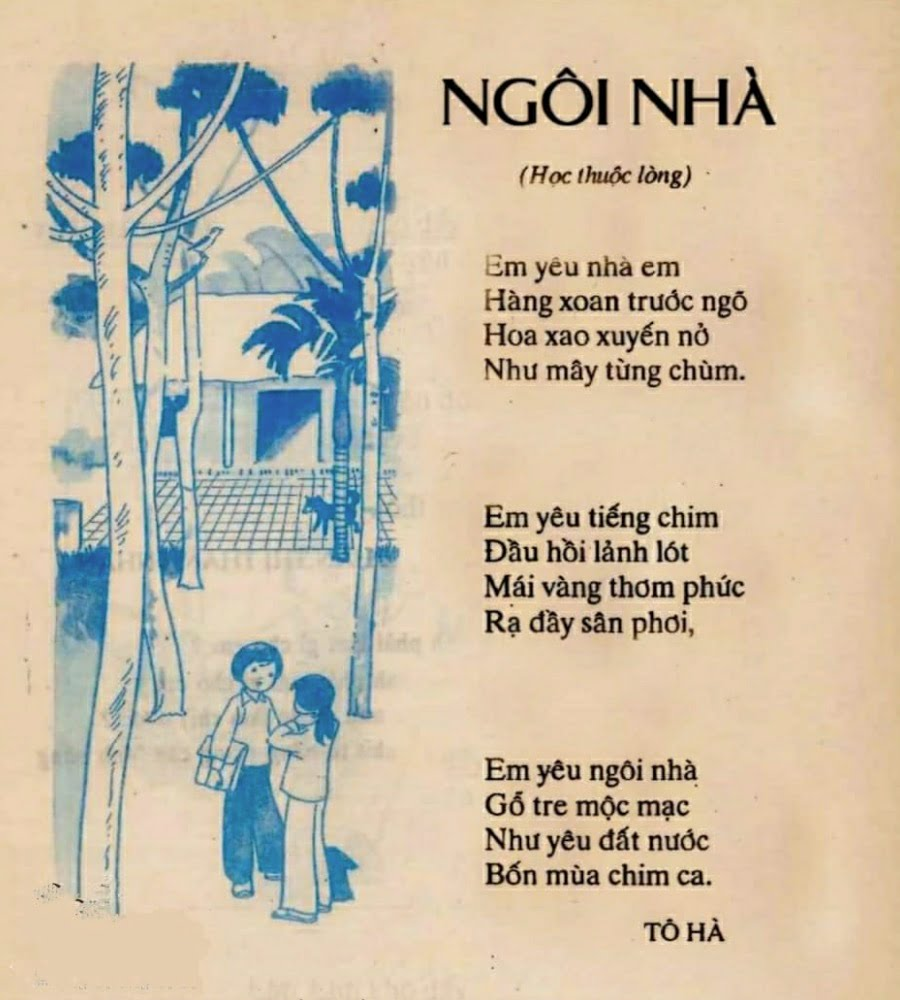 NGÔI NHÀ
(Học thuộc lòng)
Em yêu nhà em
Hàng xoan trước ngõ
Hoa xao xuyến nở
Như mây từng chùm.
Em yêu tiếng chim
Đầu hồi lảnh lót
Mái vàng thơm phức
Rạ đầy sân phơi,
Em yêu ngôi nhà
Gỗ tre mộc mạc
Như yêu đất nước
Bốn mùa chim ca.
TÔ HÀ